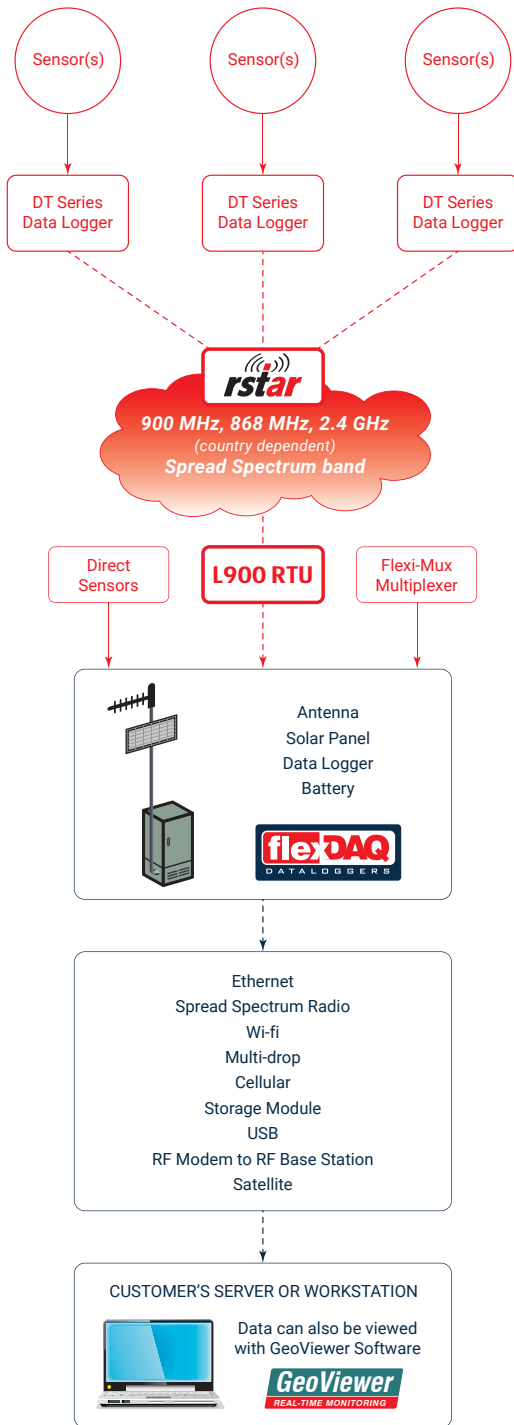 Sensor(s)
Sensor(s)
Sensor(s)
DT Series
Data Logger
DT Series
Data Logger
DT Series
Data Logger
rstar
900 MHz, 868 MHz, 2.4 GHz
(country dependent)
Spread Spectrum band
Direct
Sensors
L900 RTU
Flexi-Mux
Multiplexer
Antenna
Solar Panel
Data Logger
Battery
flexDAQ
DATALOGGERS
Ethernet
Spread Spectrum Radio
Wi-fi
Multi-drop
Cellular
Storage Module
USB
RF Modem to RF Base Station
Satellite
CUSTOMER'S SERVER OR WORKSTATION
Data can also be viewed
with GeoViewer Software
GeoViewer
REAL-TIME MONITORING